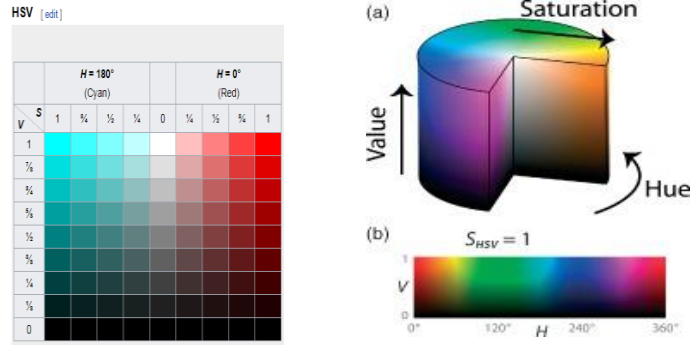 HSV [edit]
H = 180°
(Cyan)
H = 0°
(Red)
S
V
1 ¾ ½ ¼ 0 ¼ ½ ¾ 1
1
⅞
¾
⅝
½
⅜
¼
⅛
0
(a)
Saturation
Value
Hue
(b)
S_HSV = 1
1
V
0
0° 120° 240° 360°
H